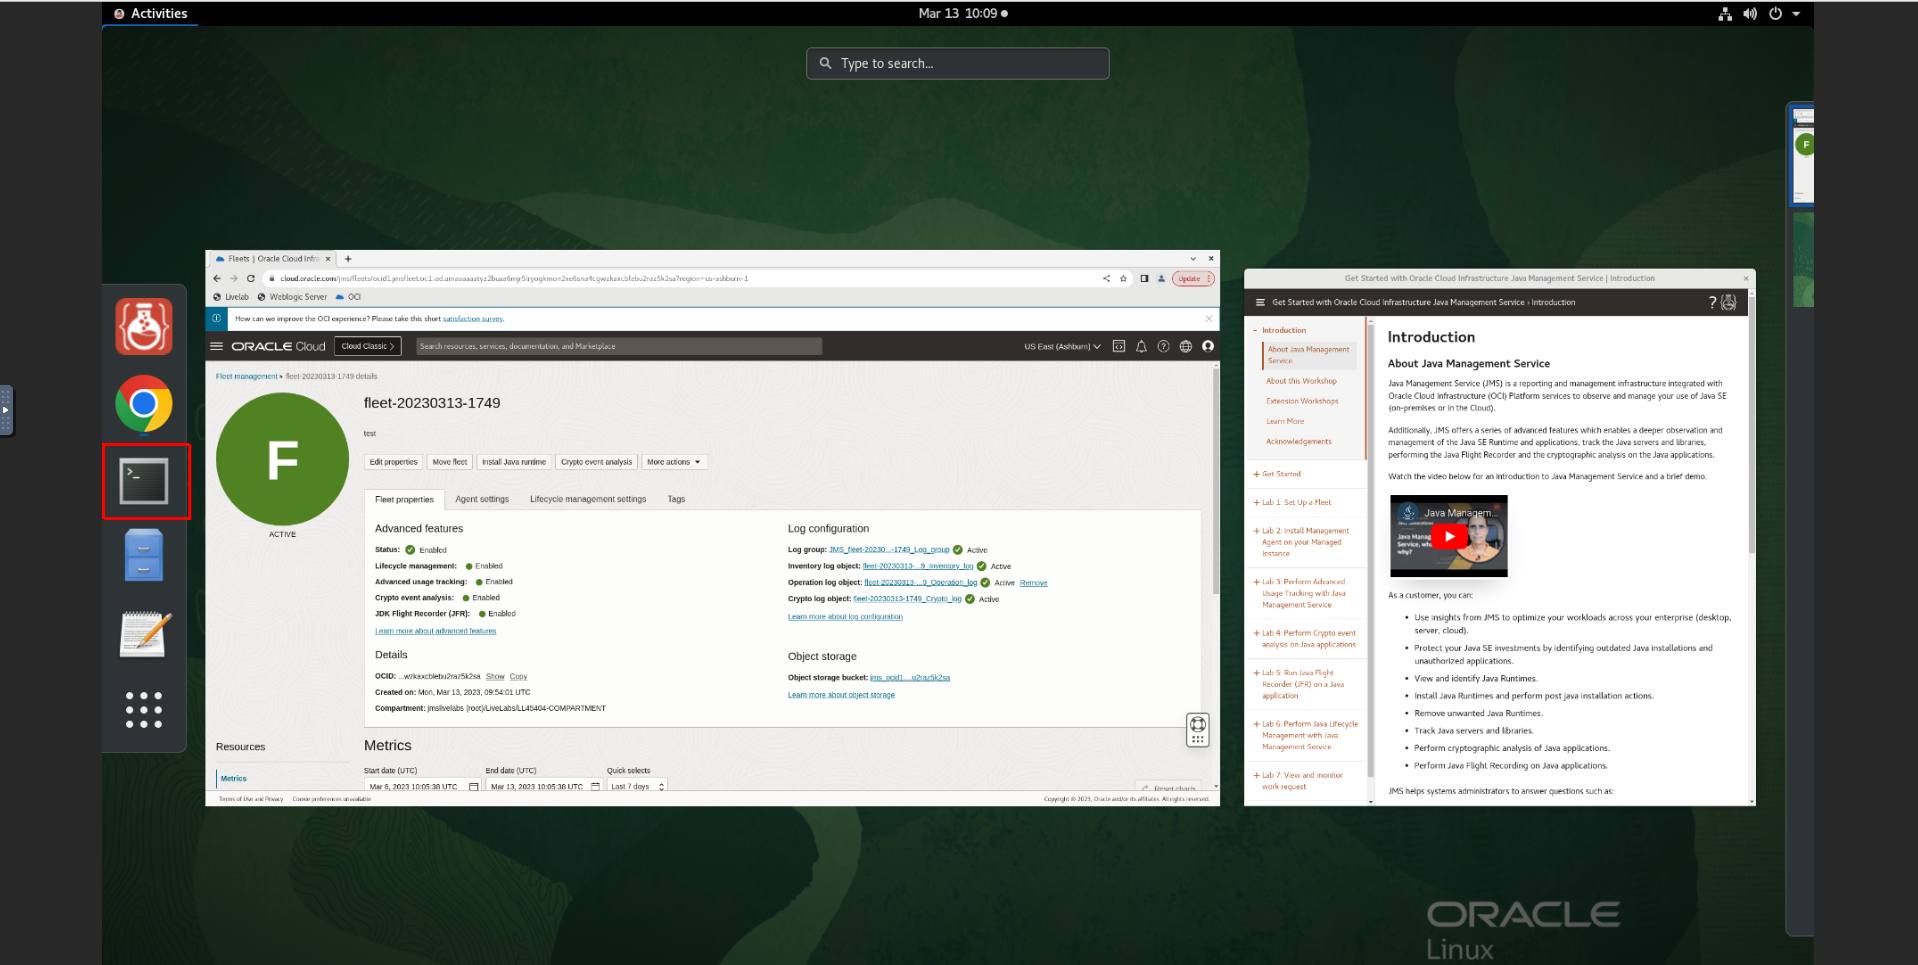 Activities
Mar 13 10:09
Type to search...
Fleets | Oracle Cloud Infra
cloud.oracle.com/jms/fleets/ocid1.jmsfleet.oc1.iad.
Update
Livelab
Weblogic Server
OCI
How can we improve the OCI experience? Please take this short satisfaction survey.
ORACLE Cloud
Cloud Classic >
Search resources, services, documentation, and Marketplace
US East (Ashburn)
Fleet management » fleet-20230313-1749 details
F
ACTIVE
fleet-20230313-1749
test
Edit properties
Move fleet
Install Java runtime
Crypto event analysis
More actions
Fleet properties
Agent settings
Lifecycle management settings
Tags
Advanced features
Status: Enabled
Lifecycle management: Enabled
Advanced usage tracking: Enabled
Crypto event analysis: Enabled
JDK Flight Recorder (JFR): Enabled
Learn more about advanced features
Details
OCID: ...wzkaxcblebu2raz5k2sa Show Copy
Created on: Mon, Mar 13, 2023, 09:54:01 UTC
Compartment: jmslivelabs (root)/LiveLabs/LL45404-COMPARTMENT
Log configuration
Log group: JMS_fleet-20230...-1749_Log_group Active
Inventory log object: fleet-20230313-...9_Inventory_log Active
Operation log object: fleet-20230313-...9_Operation_log Active Remove
Crypto log object: fleet-20230313-1749_Crypto_log Active
Learn more about log configuration
Object storage
Object storage bucket: jms_ocid1....u2raz5k2sa
Learn more about object storage
Resources
Metrics
Metrics
Start date (UTC)
End date (UTC)
Quick selects
Mar 6, 2023 10:05:38 UTC
Mar 13, 2023 10:05:38 UTC
Last 7 days
Reset charts
Terms of Use and Privacy
Cookie preferences unavailable
Copyright © 2023, Oracle and/or its affiliates. All rights reserved.
Get Started with Oracle Cloud Infrastructure Java Management Service | Introduction
Get Started with Oracle Cloud Infrastructure Java Management Service › Introduction
?
- Introduction
About Java Management
Service
About this Workshop
Extension Workshops
Learn More
Acknowledgements
+ Get Started
+ Lab 1: Set Up a Fleet
+ Lab 2: Install Management
Agent on your Managed
Instance
+ Lab 3: Perform Advanced
Usage Tracking with Java
Management Service
+ Lab 4: Perform Crypto event
analysis on Java applications
+ Lab 5: Run Java Flight
Recorder (JFR) on a Java
application
+ Lab 6: Perform Java Lifecycle
Management with Java
Management Service
+ Lab 7: View and monitor
work request
Introduction
About Java Management Service
Java Management Service (JMS) is a reporting and management infrastructure integrated with
Oracle Cloud Infrastructure (OCI) Platform services to observe and manage your use of Java SE
(on-premises or in the Cloud).
Additionally, JMS offers a series of advanced features which enables a deeper observation and
management of the Java SE Runtime and applications, track the Java servers and libraries,
performing the Java Flight Recorder and the cryptographic analysis on the Java applications.
Watch the video below for an Introduction to Java Management Service and a brief demo.
Java Managem...
As a customer, you can:
• Use insights from JMS to optimize your workloads across your enterprise (desktop,
server, cloud).
• Protect your Java SE investments by identifying outdated Java installations and
unauthorized applications.
• View and identify Java Runtimes.
• Install Java Runtimes and perform post java installation actions.
• Remove unwanted Java Runtimes.
• Track Java servers and libraries.
• Perform cryptographic analysis of Java applications.
• Perform Java Flight Recording on Java applications.
JMS helps systems administrators to answer questions such as:
F
ORACLE
Linux